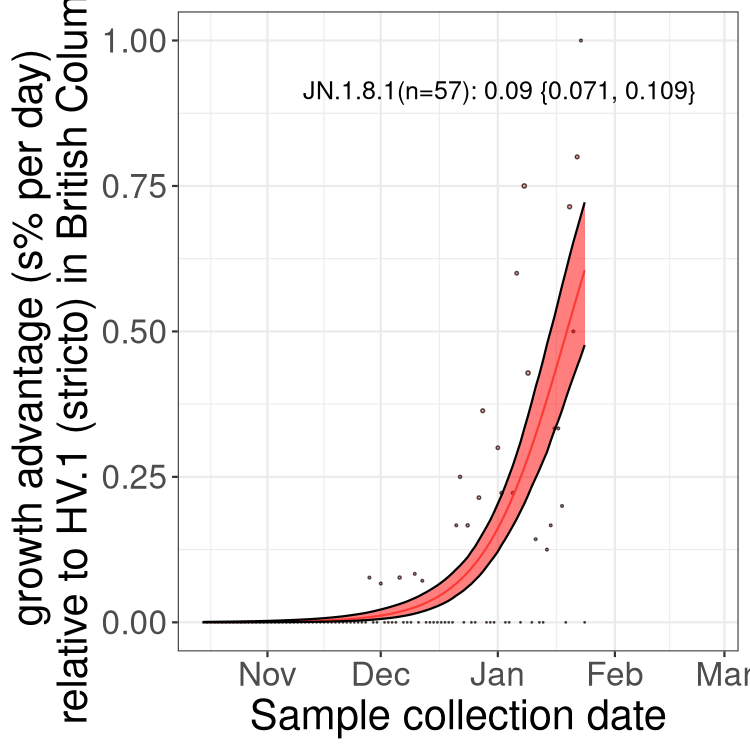 growth advantage (s% per day)
relative to HV.1 (stricto) in British Colum
1.00
0.75
0.50
0.25
0.00
JN.1.8.1(n=57): 0.09 {0.071, 0.109}
Nov Dec Jan Feb Mar
Sample collection date